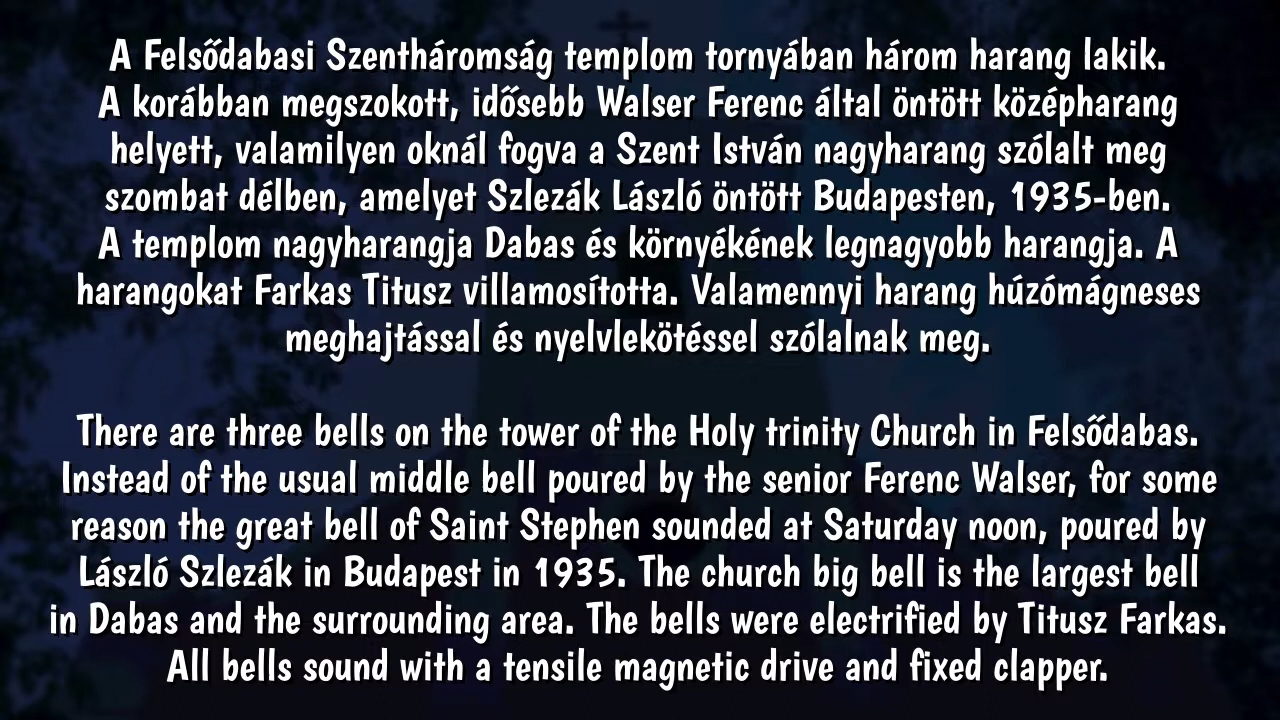 A Felsődabasi Szentháromság templom tornyában három harang lakik.
A korábban megszokott, idősebb Walser Ferenc által öntött középharang
helyett, valamilyen oknál fogva a Szent István nagyharang szólalt meg
szombat délben, amelyet Szlezák László öntött Budapesten, 1935-ben.
A templom nagyharangja Dabas és környékének legnagyobb harangja. A
harangokat Farkas Titusz villamosította. Valamennyi harang húzómágneses
meghajtással és nyelvlekötéssel szólalnak meg.
There are three bells on the tower of the Holy trinity Church in Felsődabas.
Instead of the usual middle bell poured by the senior Ferenc Walser, for some
reason the great bell of Saint Stephen sounded at Saturday noon, poured by
László Szlezák in Budapest in 1935. The church big bell is the largest bell
in Dabas and the surrounding area. The bells were electrified by Titusz Farkas.
All bells sound with a tensile magnetic drive and fixed clapper.